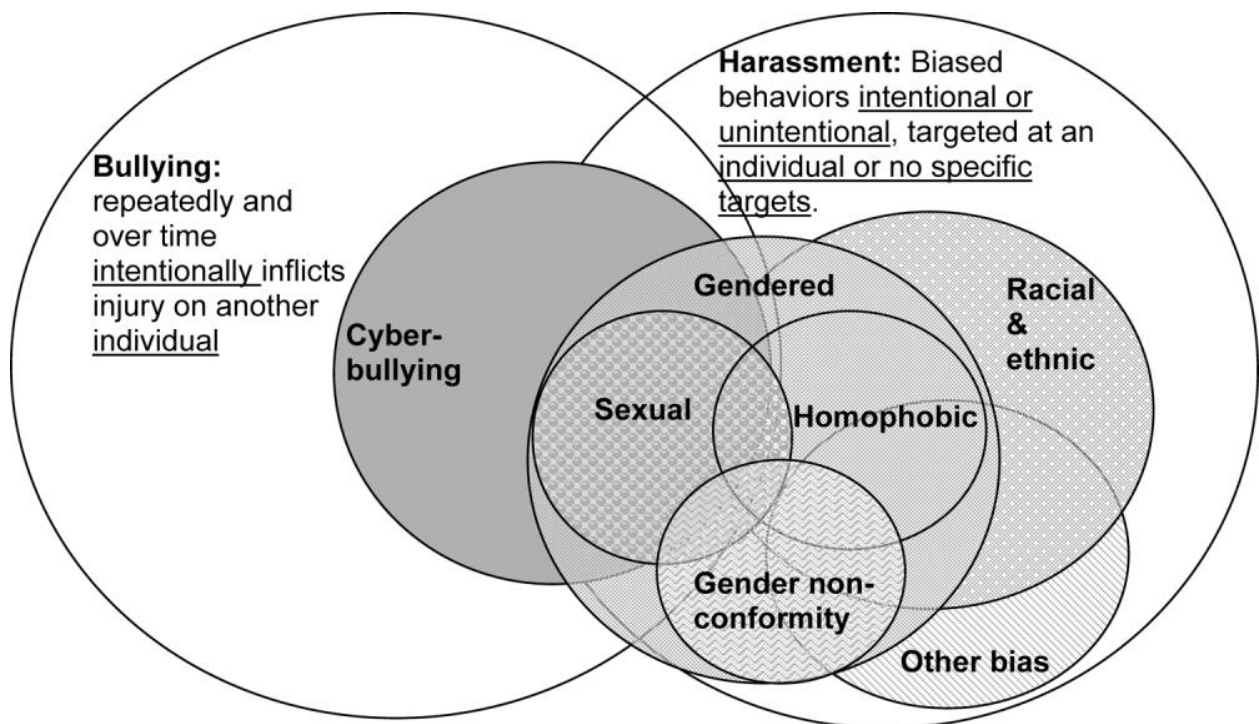 Bullying:
repeatedly and
over time
intentionally inflicts
injury on another
individual
Harassment: Biased
behaviors intentional or
unintentional, targeted at an
individual or no specific
targets.
Cyber-
bullying
Gendered
Sexual
Homophobic
Racial
&
ethnic
Gender non-
conformity
Other bias